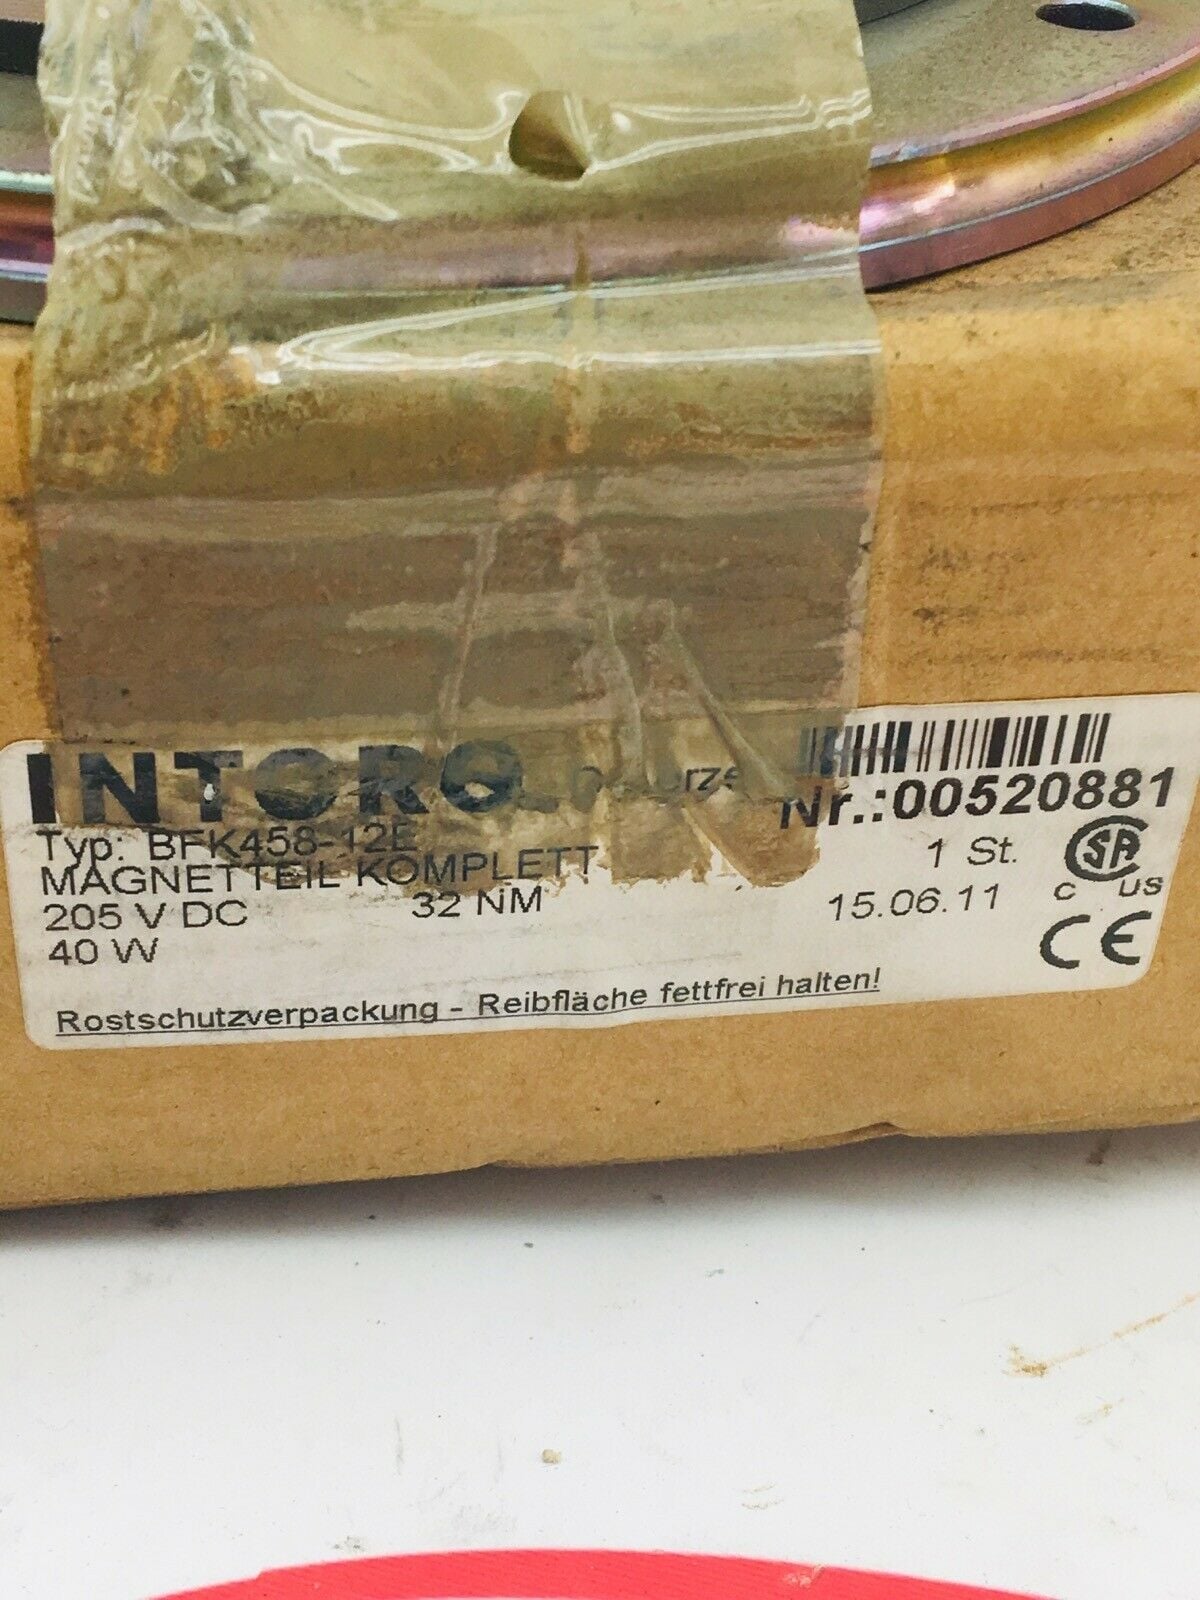 INTORQ
Nr.:00520881
Typ: BFK458-12E
1 St.
MAGNETTEIL KOMPLETT
205 V DC 32 NM 15.06.11
40 W
C US
CE
Rostschutzverpackung - Reibfläche fettfrei halten!